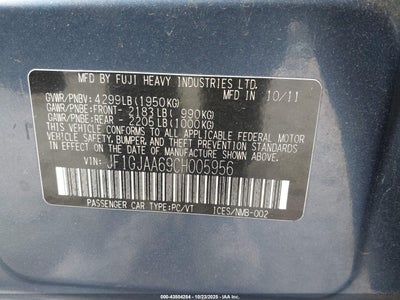 MFD BY FUJI HEAVY INDUSTRIES LTD.
GVWR/PNBV: 4299LB(1950KG) MFD IN 10/11
GAWR/PNBE:FRONT- 2183LB( 990KG)
GAWR/PNBE:REAR - 2205LB(1000KG)
THIS VEHICLE CONFORMS TO ALL APPLICABLE FEDERAL MOTOR
VEHICLE SAFETY, BUMPER, AND THEFT PREVENTION STANDARDS
IN EFFECT ON THE DATE OF MANUFACTURE SHOWN ABOVE.
VIN: JF1GJAA69CH005956
PASSENGER CAR TYPE:PC/VT ICES/NMB-002
000-43504284 - 10/23/2025 - IAA